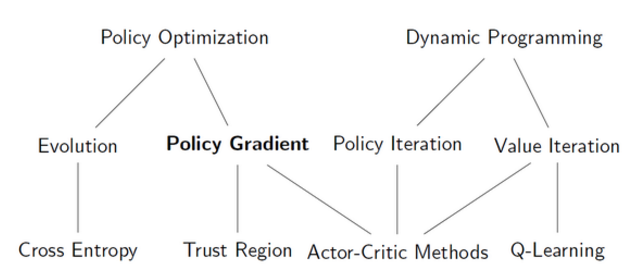 Policy Optimization
Dynamic Programming
Evolution
Policy Gradient
Policy Iteration
Value Iteration
Cross Entropy
Trust Region
Actor-Critic Methods
Q-Learning